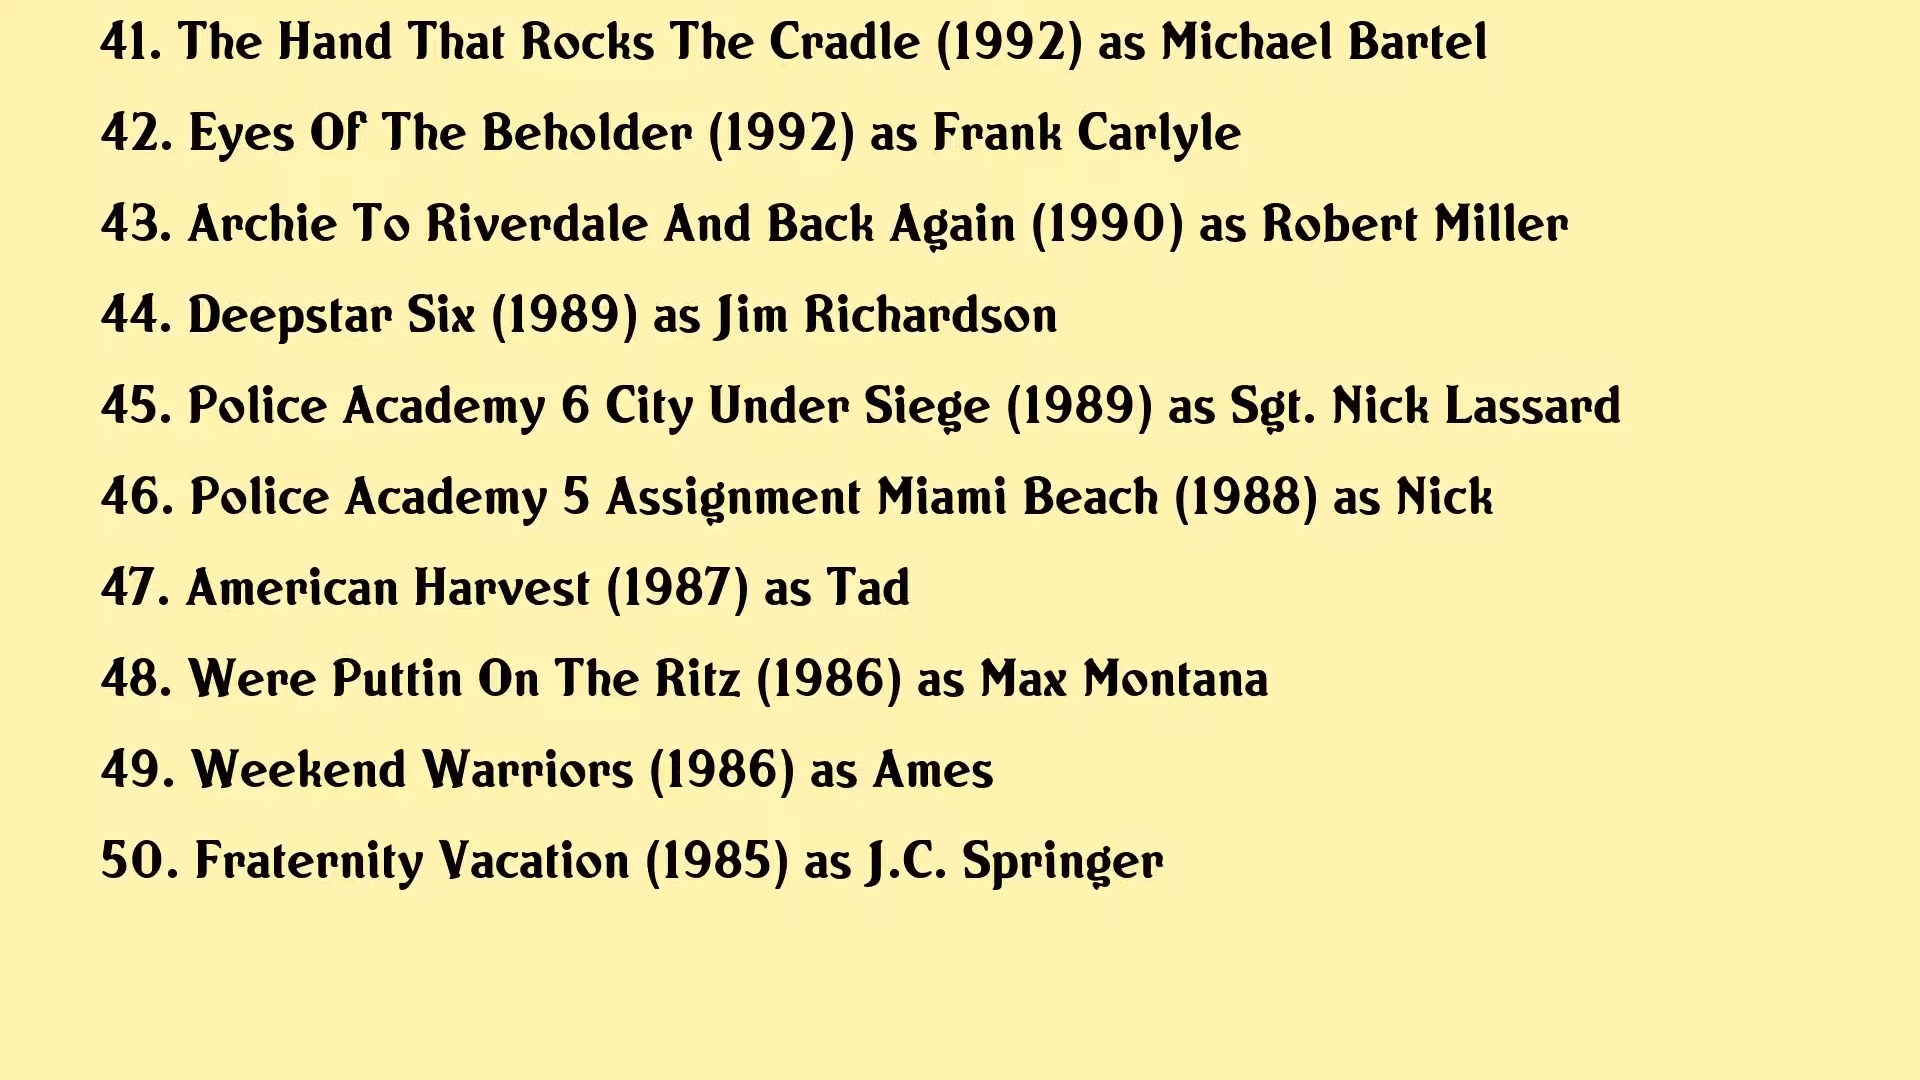 41. The Hand That Rocks The Cradle (1992) as Michael Bartel
42. Eyes Of The Beholder (1992) as Frank Carlyle
43. Archie To Riverdale And Back Again (1990) as Robert Miller
44. Deepstar Six (1989) as Jim Richardson
45. Police Academy 6 City Under Siege (1989) as Sgt. Nick Lassard
46. Police Academy 5 Assignment Miami Beach (1988) as Nick
47. American Harvest (1987) as Tad
48. Were Puttin On The Ritz (1986) as Max Montana
49. Weekend Warriors (1986) as Ames
50. Fraternity Vacation (1985) as J.C. Springer